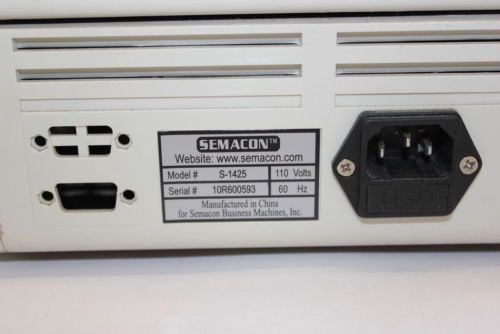 SEMACON™
Website: www.semacon.com
Model # S-1425 110 Volts
Serial # 10R600593 60 Hz
Manufactured in China
for Semacon Business Machines, Inc.